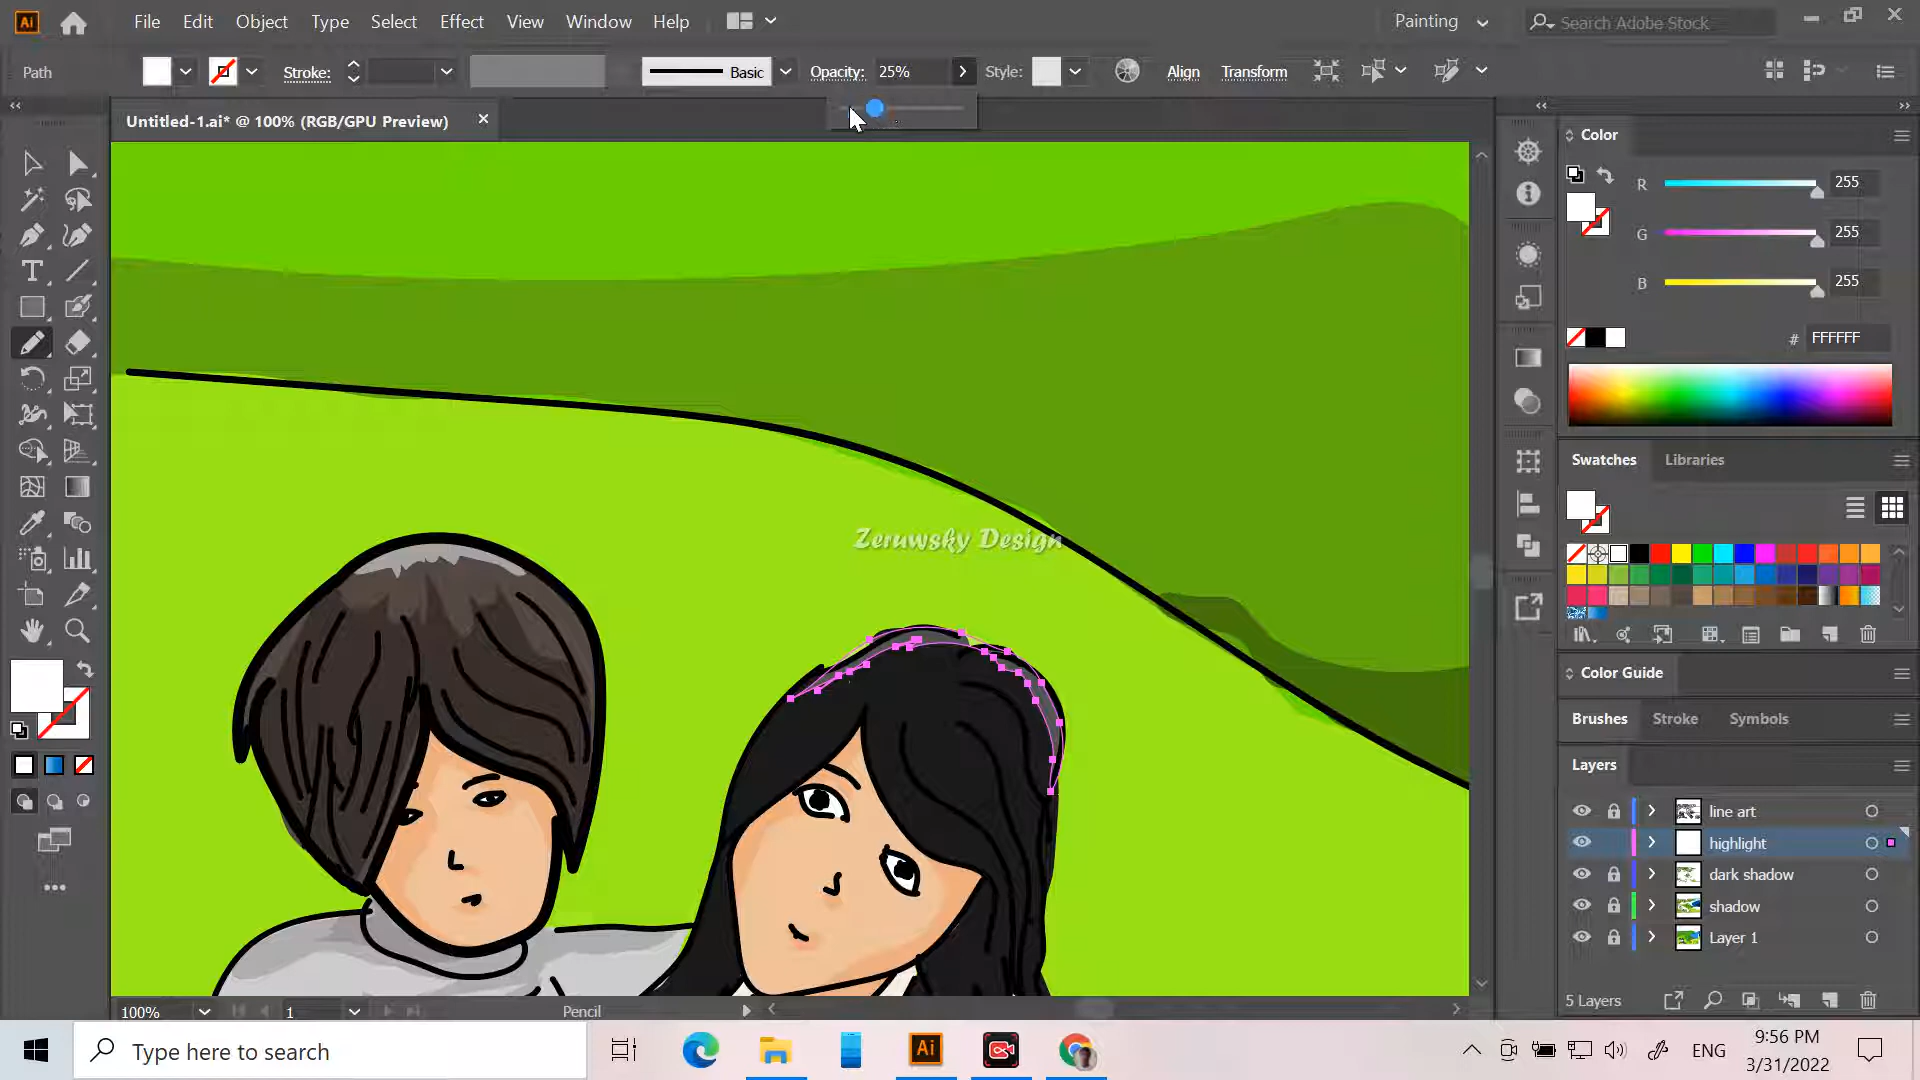 Ai File Edit Object Type Select Effect View Window Help Painting Search Adobe Stock
Path Stroke: Basic Opacity: 25% Style: Align Transform
Untitled-1.ai* @ 100% (RGB/GPU Preview)
Color
R 255
G 255
B 255
# FFFFFF
Swatches Libraries
Zeruwsky Design
Color Guide
Brushes Stroke Symbols
Layers
line art
highlight
dark shadow
shadow
Layer 1
5 Layers
100% 1 Pencil
Type here to search
Ai
ENG
9:56 PM
3/31/2022